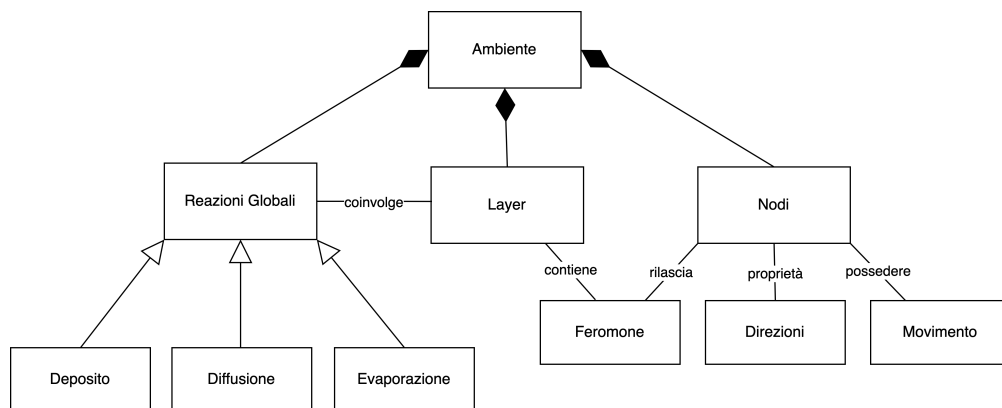 Ambiente
Reazioni Globali
coinvolge
Layer
Nodi
contiene
rilascia
proprietà
possedere
Feromone
Direzioni
Movimento
Deposito
Diffusione
Evaporazione